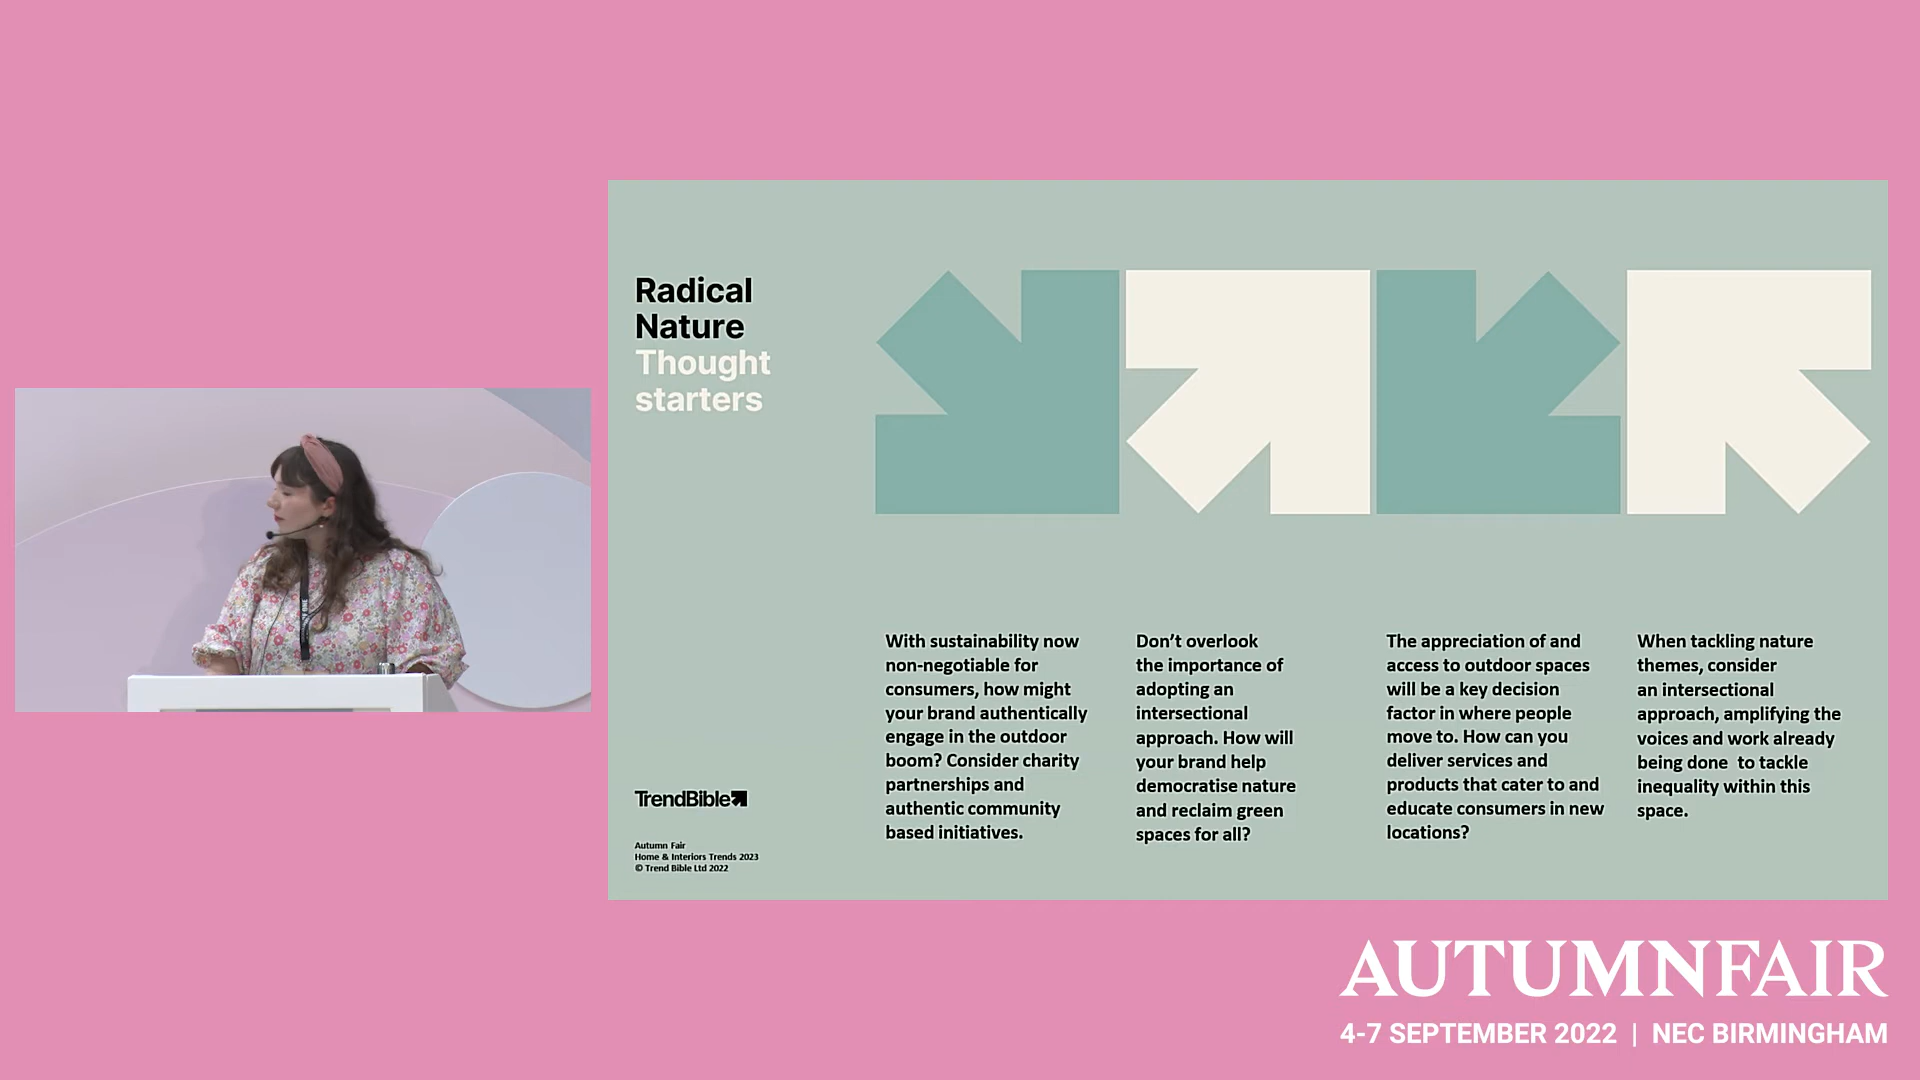 Radical
Nature
Thought
starters
With sustainability now
non-negotiable for
consumers, how might
your brand authentically
engage in the outdoor
boom? Consider charity
partnerships and
authentic community
based initiatives.
Don’t overlook
the importance of
adopting an
intersectional
approach. How will
your brand help
democratise nature
and reclaim green
spaces for all?
The appreciation of and
access to outdoor spaces
will be a key decision
factor in where people
move to. How can you
deliver services and
products that cater to and
educate consumers in new
locations?
When tackling nature
themes, consider
an intersectional
approach, amplifying the
voices and work already
being done  to tackle
inequality within this
space.
TrendBible
Autumn Fair
Home & Interiors Trends 2023
© Trend Bible Ltd 2022
AUTUMNFAIR
4-7 SEPTEMBER 2022 | NEC BIRMINGHAM